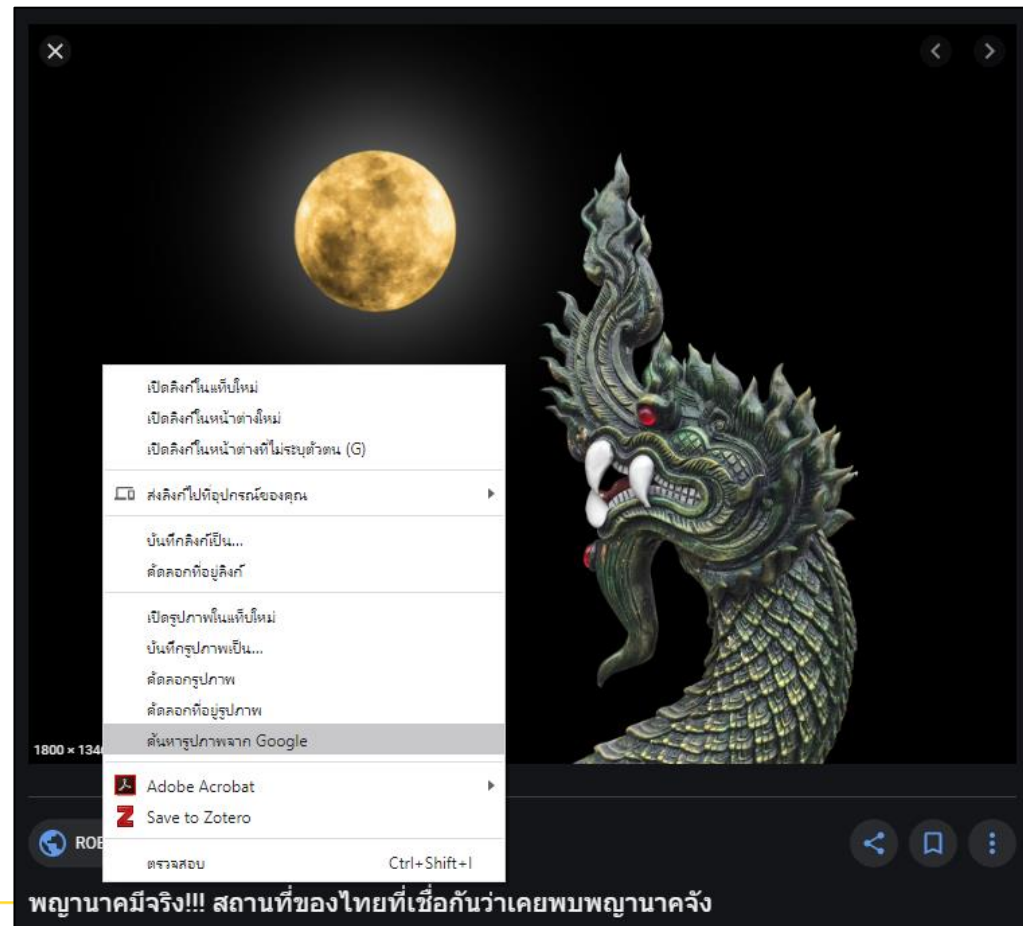 เปิดลิงก์ในแท็บใหม่
เปิดลิงก์ในหน้าต่างใหม่
เปิดลิงก์ในหน้าต่างที่ไม่ระบุตัวตน (G)
ส่งลิงก์ไปที่อุปกรณ์ของคุณ
บันทึกลิงก์เป็น...
คัดลอกที่อยู่ลิงก์
เปิดรูปภาพในแท็บใหม่
บันทึกรูปภาพเป็น...
คัดลอกรูปภาพ
คัดลอกที่อยู่รูปภาพ
ค้นหารูปภาพจาก Google
1800 × 134
Adobe Acrobat
Save to Zotero
ตรวจสอบ Ctrl+Shift+I
พญานาคมีจริง!!! สถานที่ของไทยที่เชื่อกันว่าเคยพบพญานาคจัง